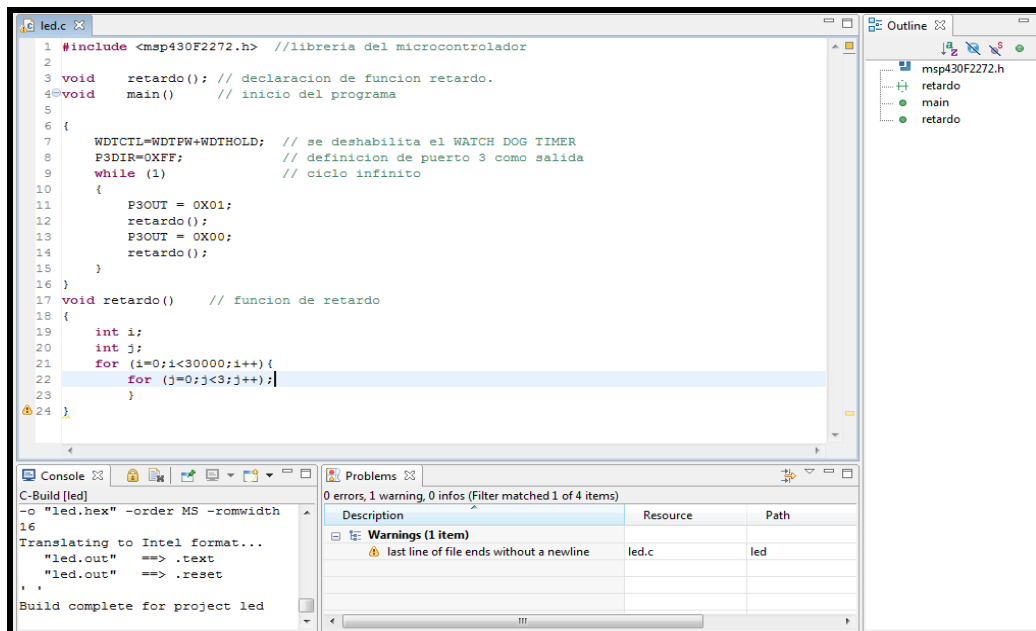 led.c
1 #include <msp430F2272.h>  //libreria del microcontrolador
2
3 void    retardo(); // declaracion de funcion retardo.
4 void    main()     // inicio del programa
5
6 {
7     WDTCTL=WDTPW+WDTHOLD;  // se deshabilita el WATCH DOG TIMER
8     P3DIR=0XFF;            // definicion de puerto 3 como salida
9     while (1)              // ciclo infinito
10     {
11         P3OUT = 0X01;
12         retardo();
13         P3OUT = 0X00;
14         retardo();
15     }
16 }
17 void retardo()    // funcion de retardo
18 {
19     int i;
20     int j;
21     for (i=0;i<30000;i++){
22         for (j=0;j<3;j++);
23         }
24 }
Outline
msp430F2272.h
retardo
main
retardo
Console
C-Build [led]
-o "led.hex" -order MS -romwidth
16
Translating to Intel format...
"led.out"   ==> .text
"led.out"   ==> .reset
' '
Build complete for project led
Problems
0 errors, 1 warning, 0 infos (Filter matched 1 of 4 items)
Description Resource Path
Warnings (1 item)
last line of file ends without a newline led.c led